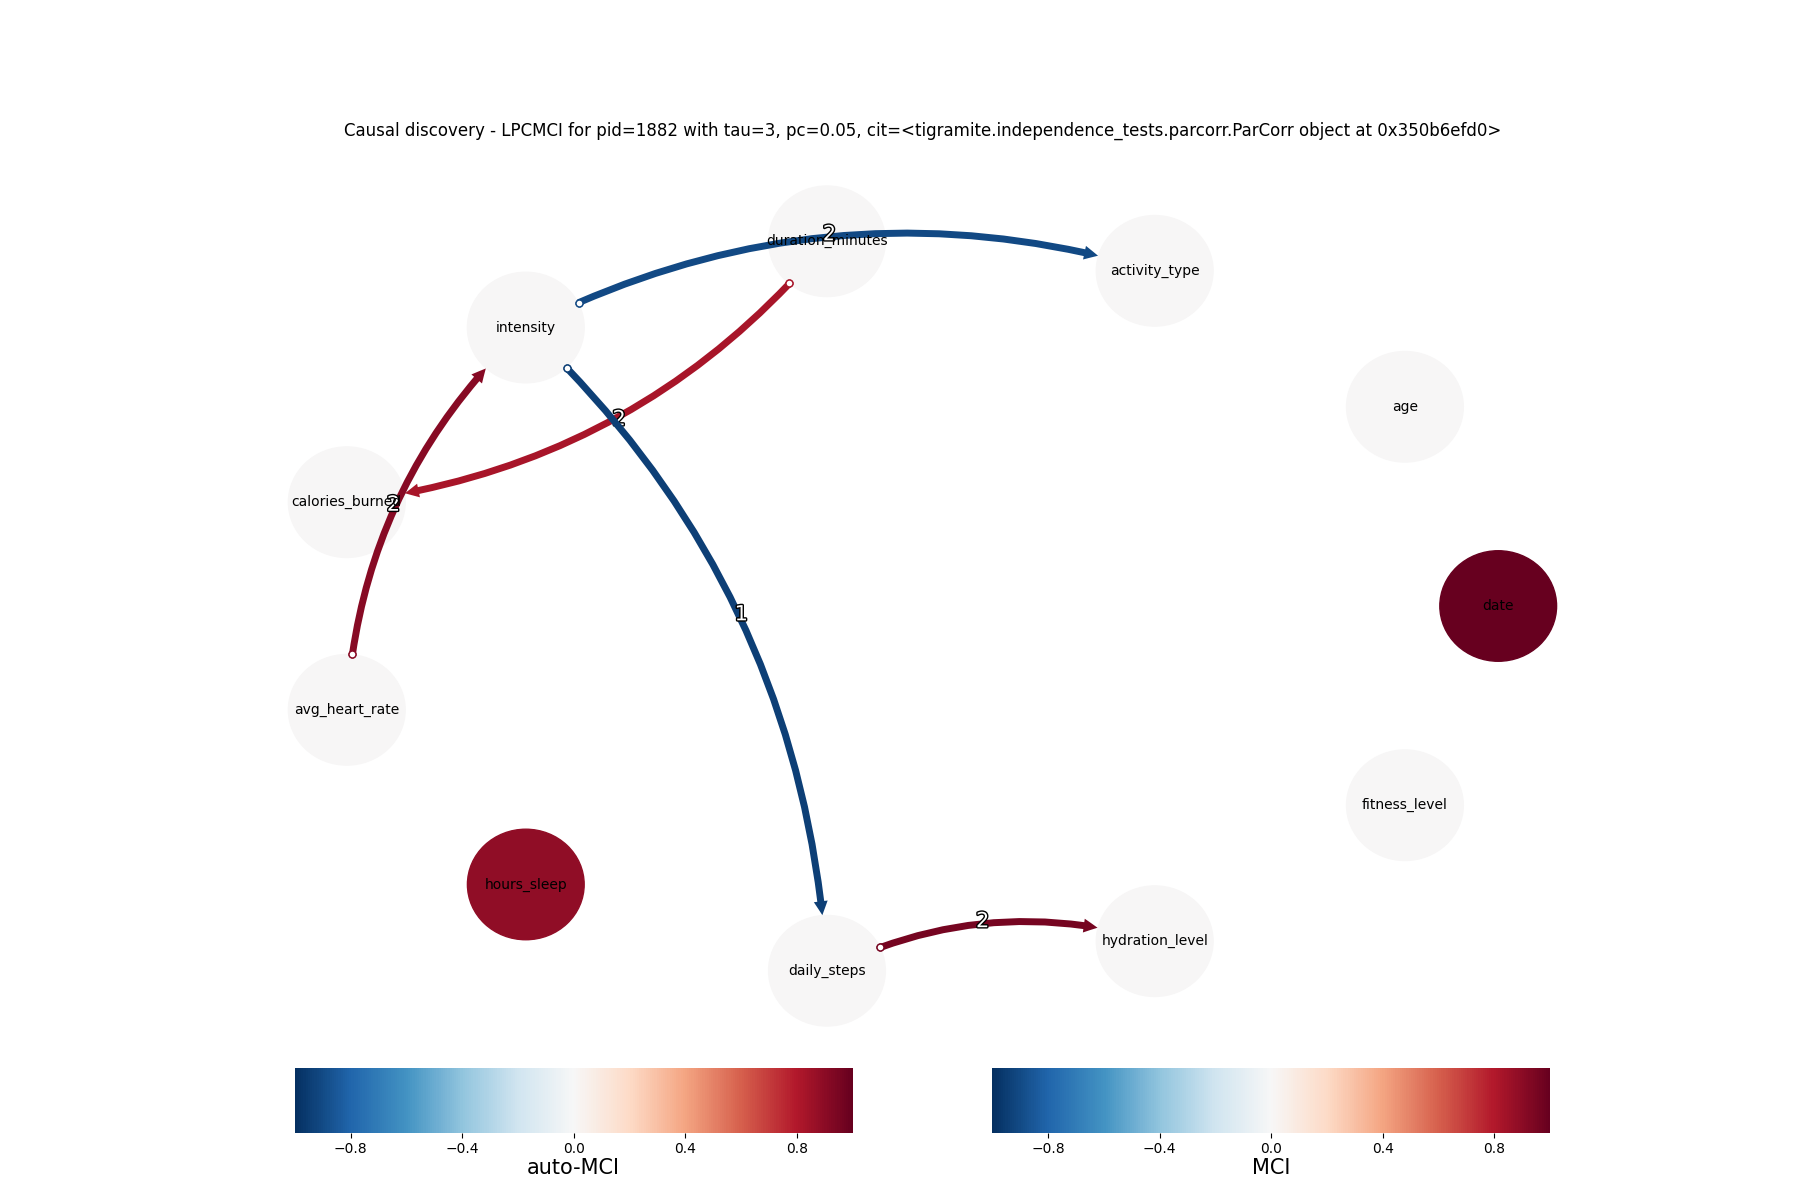 Causal discovery - LPCMCI for pid=1882 with tau=3, pc=0.05, cit=<tigramite.independence_tests.parcorr.ParCorr object at 0x350b6efd0>
2
duration_minutes
activity_type
intensity
age
2
calories_burned
2
date
1
avg_heart_rate
fitness_level
hours_sleep
2
hydration_level
daily_steps
−0.8 −0.4 0.0 0.4 0.8
auto-MCI
−0.8 −0.4 0.0 0.4 0.8
MCI